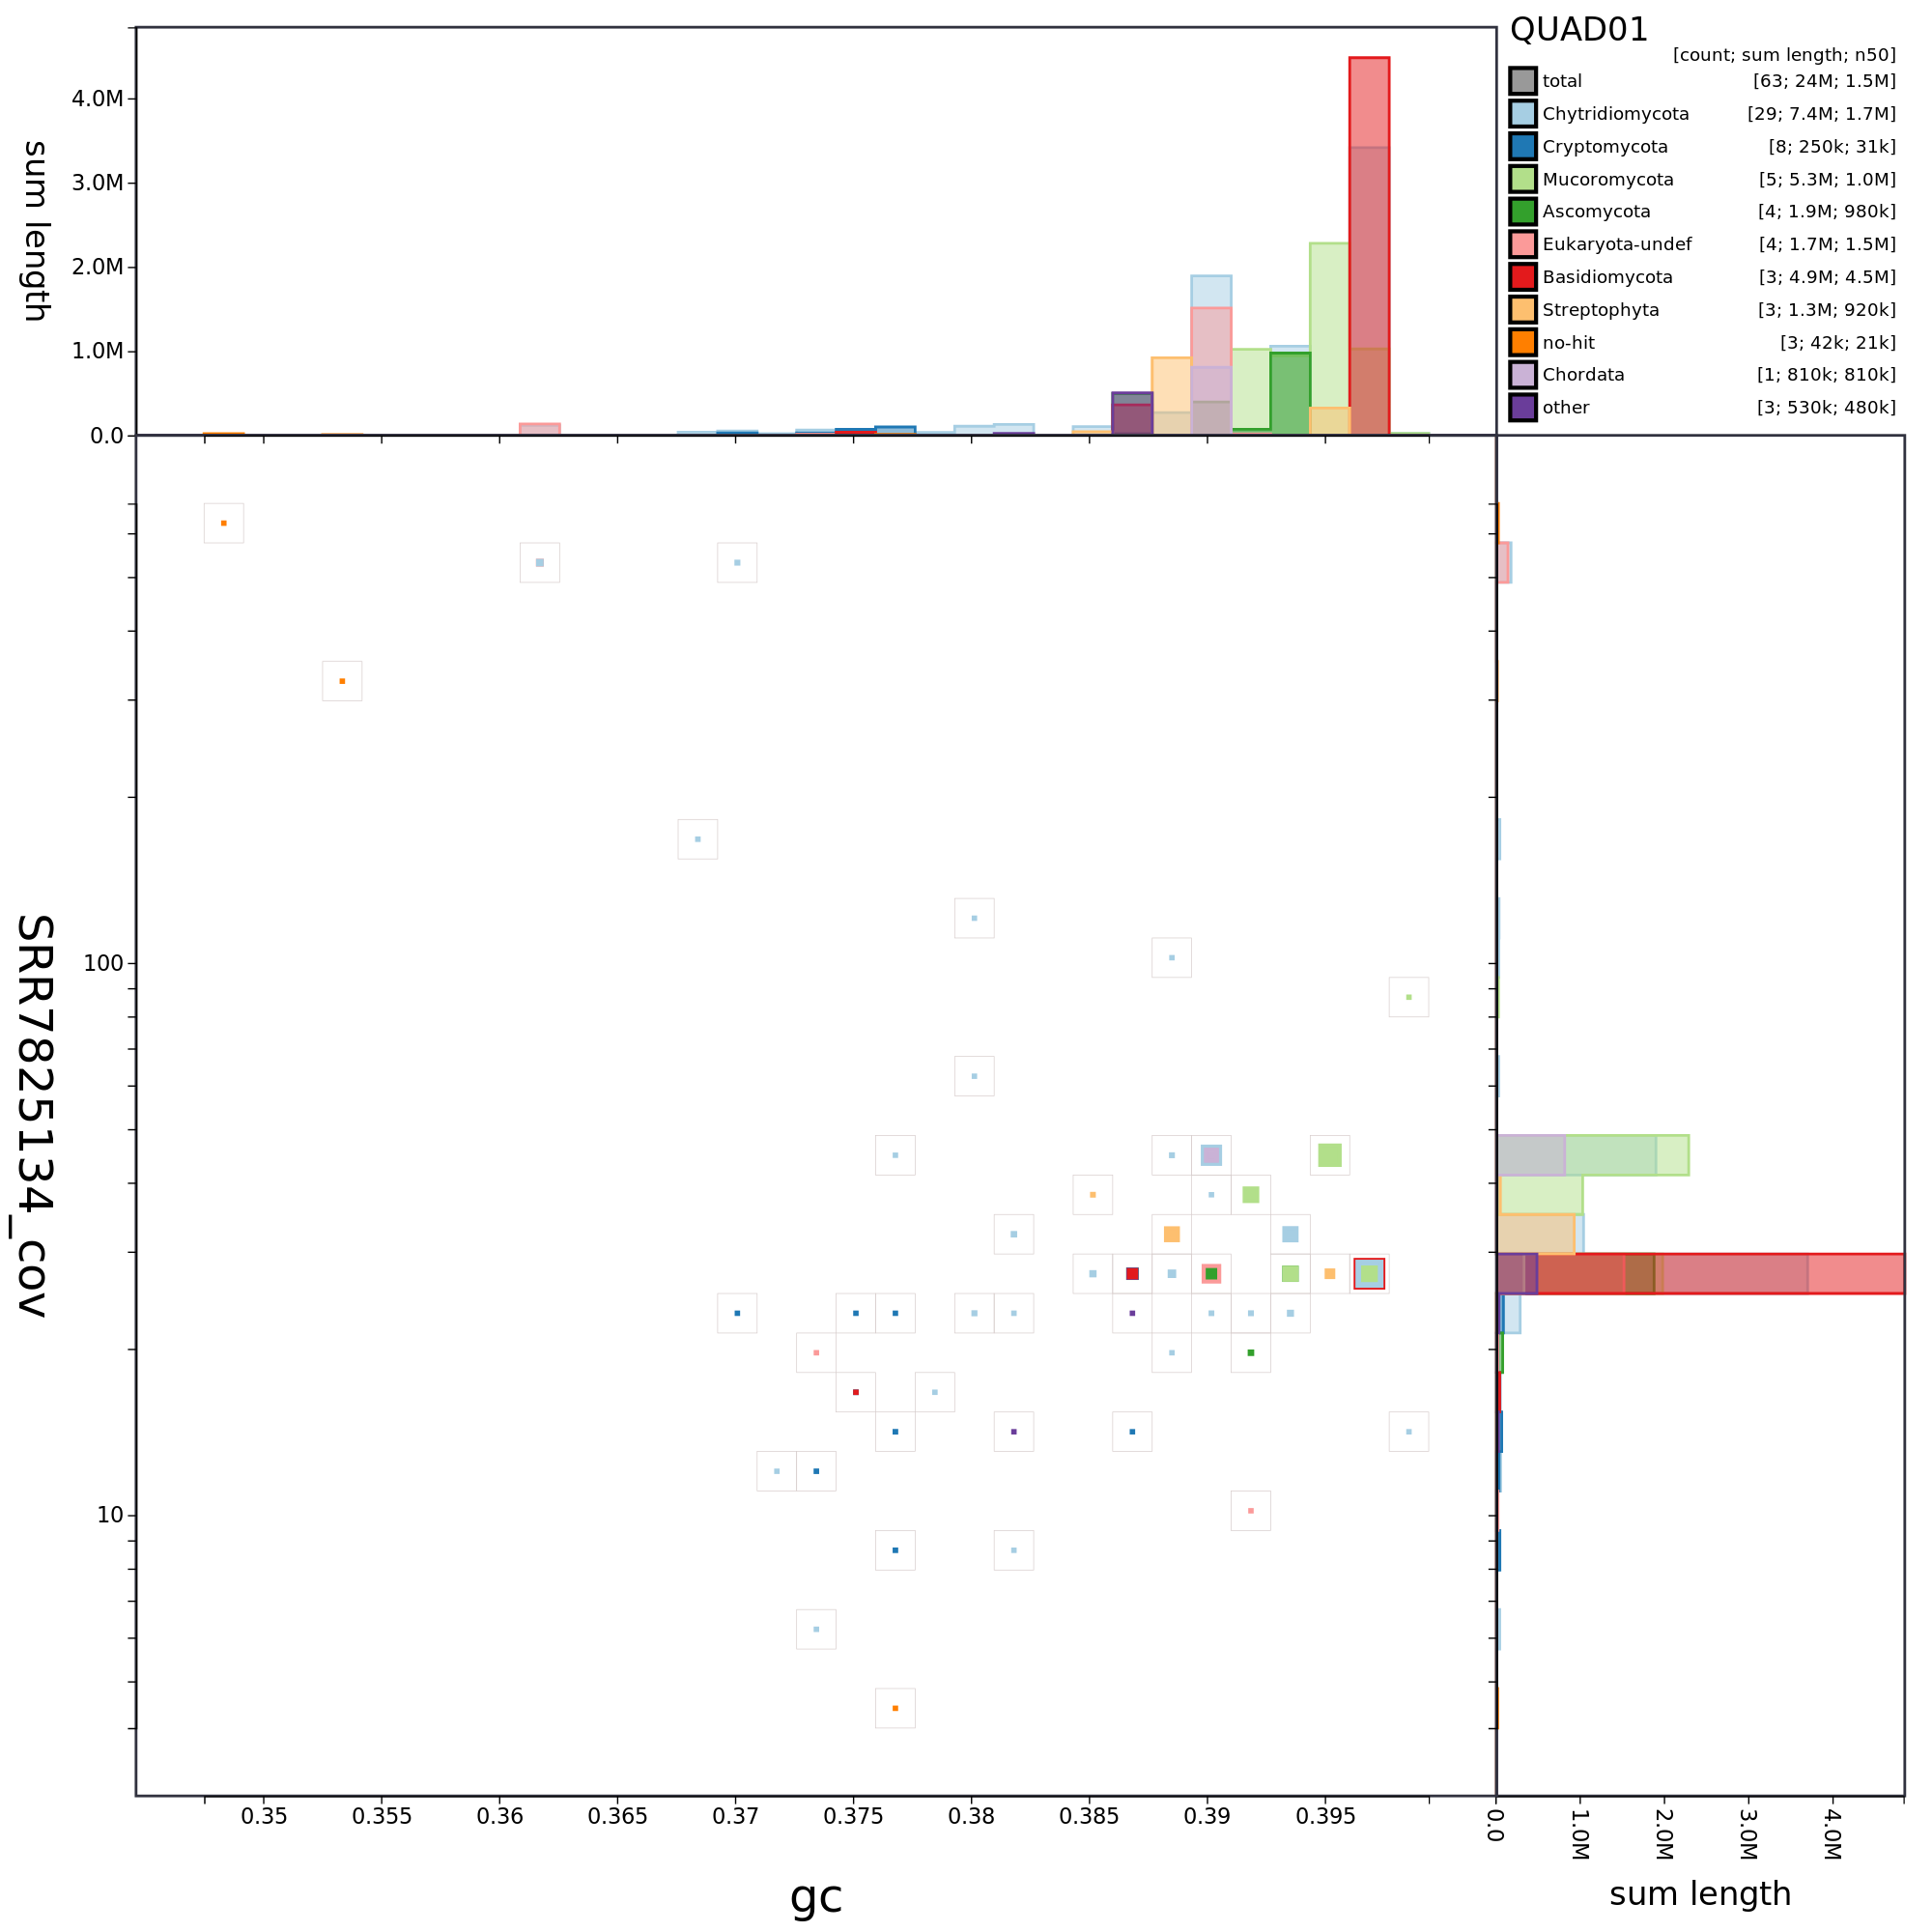 QUAD01
[count; sum length; n50]
total [63; 24M; 1.5M]
Chytridiomycota [29; 7.4M; 1.7M]
Cryptomycota [8; 250k; 31k]
Mucoromycota [5; 5.3M; 1.0M]
Ascomycota [4; 1.9M; 980k]
Eukaryota-undef [4; 1.7M; 1.5M]
Basidiomycota [3; 4.9M; 4.5M]
Streptophyta [3; 1.3M; 920k]
no-hit [3; 42k; 21k]
Chordata [1; 810k; 810k]
other [3; 530k; 480k]
sum length
4.0M
3.0M
2.0M
1.0M
0.0
SRR7825134_cov
100
10
0.35 0.355 0.36 0.365 0.37 0.375 0.38 0.385 0.39 0.395
gc
0.0 1.0M 2.0M 3.0M 4.0M
sum length